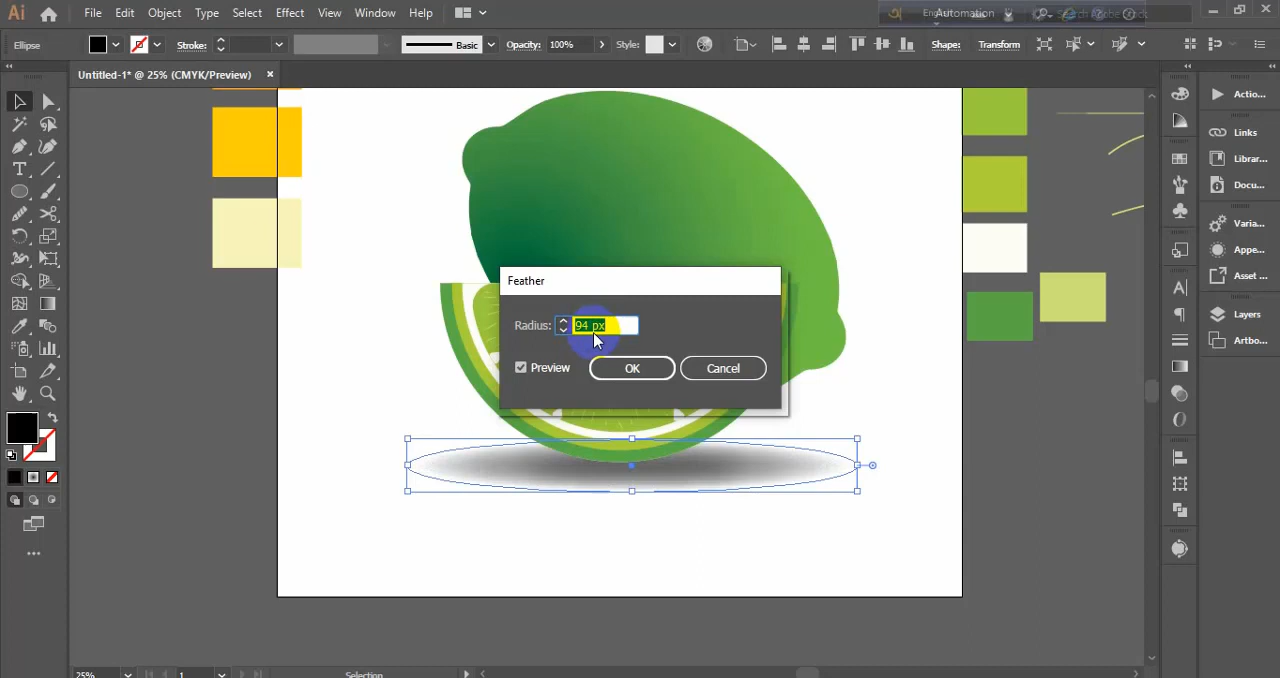 Ai File Edit Object Type Select Effect View Window Help Automation
Ellipse Stroke: Basic Opacity: 100% Style: Shape: Transform
Untitled-1* @ 25% (CMYK/Preview)
Actio...
Links
Librar...
Docu...
Varia...
Appe...
Asset ...
Layers
Artbo...
Feather
Radius: 94 px
Preview OK Cancel
25% 1 Selection